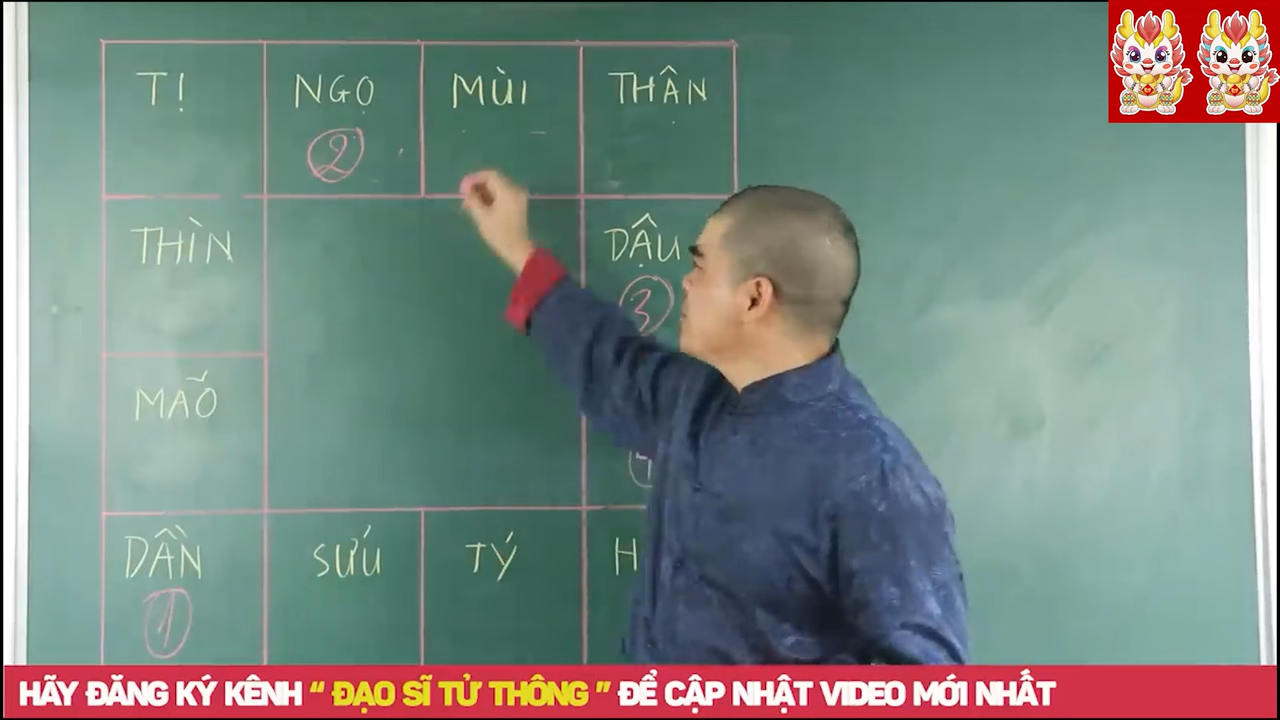 TỊ NGỌ MÙI THÂN
②
THÌN DẬU
③
MÃO
④
DẦN SỬU TÝ H
①
HÃY ĐĂNG KÝ KÊNH “ ĐẠO SĨ TỬ THÔNG ” ĐỂ CẬP NHẬT VIDEO MỚI NHẤT